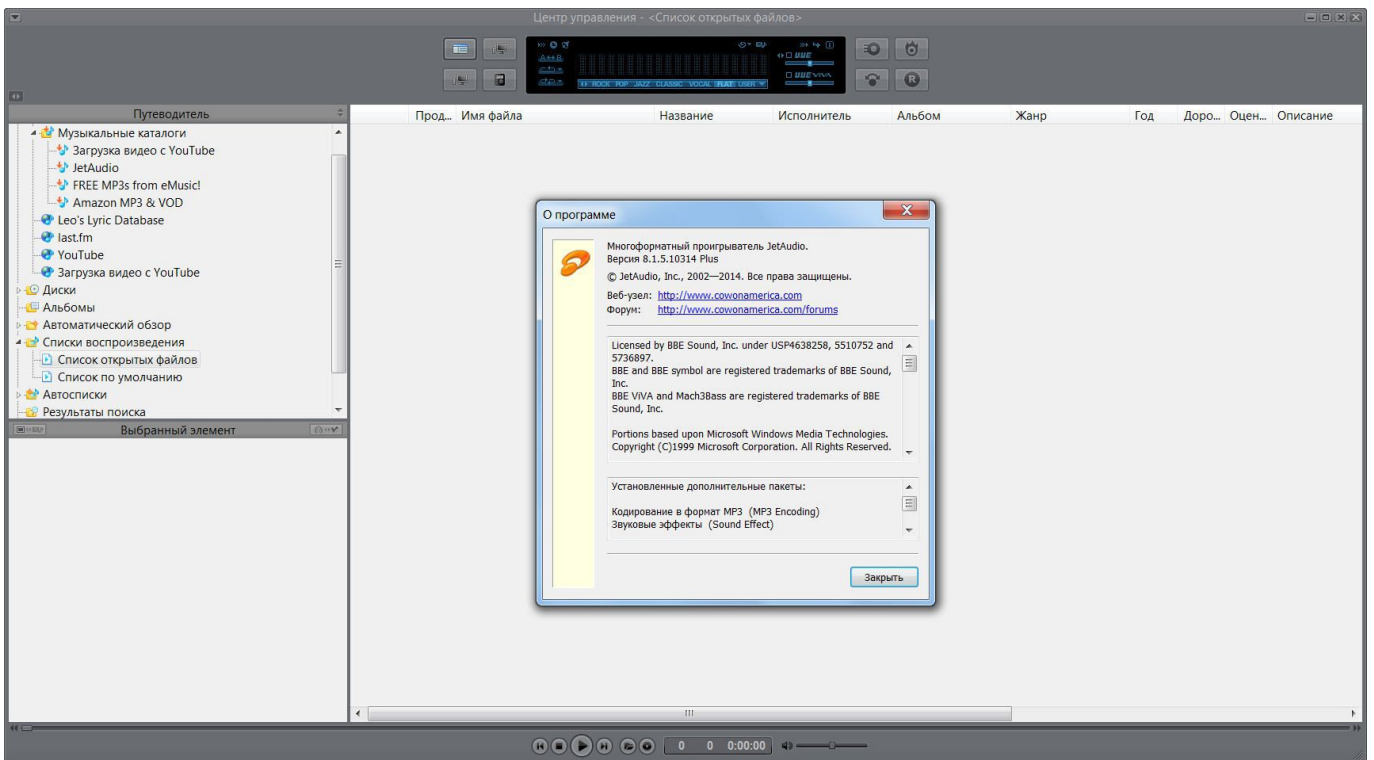 Центр управления - <Список открытых файлов>
A↔B
BBE
BBE ViVA
ROCK POP JAZZ CLASSIC VOCAL FLAT USER
R
Путеводитель
Прод... Имя файла Название Исполнитель Альбом Жанр Год Доро... Оцен... Описание
Музыкальные каталоги
Загрузка видео с YouTube
JetAudio
FREE MP3s from eMusic!
Amazon MP3 & VOD
Leo's Lyric Database
last.fm
YouTube
Загрузка видео с YouTube
Диски
Альбомы
Автоматический обзор
Списки воспроизведения
Список открытых файлов
Список по умолчанию
Автосписки
Результаты поиска
Выбранный элемент
О программе
Многоформатный проигрыватель JetAudio.
Версия 8.1.5.10314 Plus
© JetAudio, Inc., 2002—2014. Все права защищены.
Веб-узел: http://www.cowonamerica.com
Форум: http://www.cowonamerica.com/forums
Licensed by BBE Sound, Inc. under USP4638258, 5510752 and
5736897.
BBE and BBE symbol are registered trademarks of BBE Sound,
Inc.
BBE ViVA and Mach3Bass are registered trademarks of BBE
Sound, Inc.
Portions based upon Microsoft Windows Media Technologies.
Copyright (C)1999 Microsoft Corporation. All Rights Reserved.
Установленные дополнительные пакеты:
Кодирование в формат MP3 (MP3 Encoding)
Звуковые эффекты (Sound Effect)
Закрыть
0 0 0:00:00